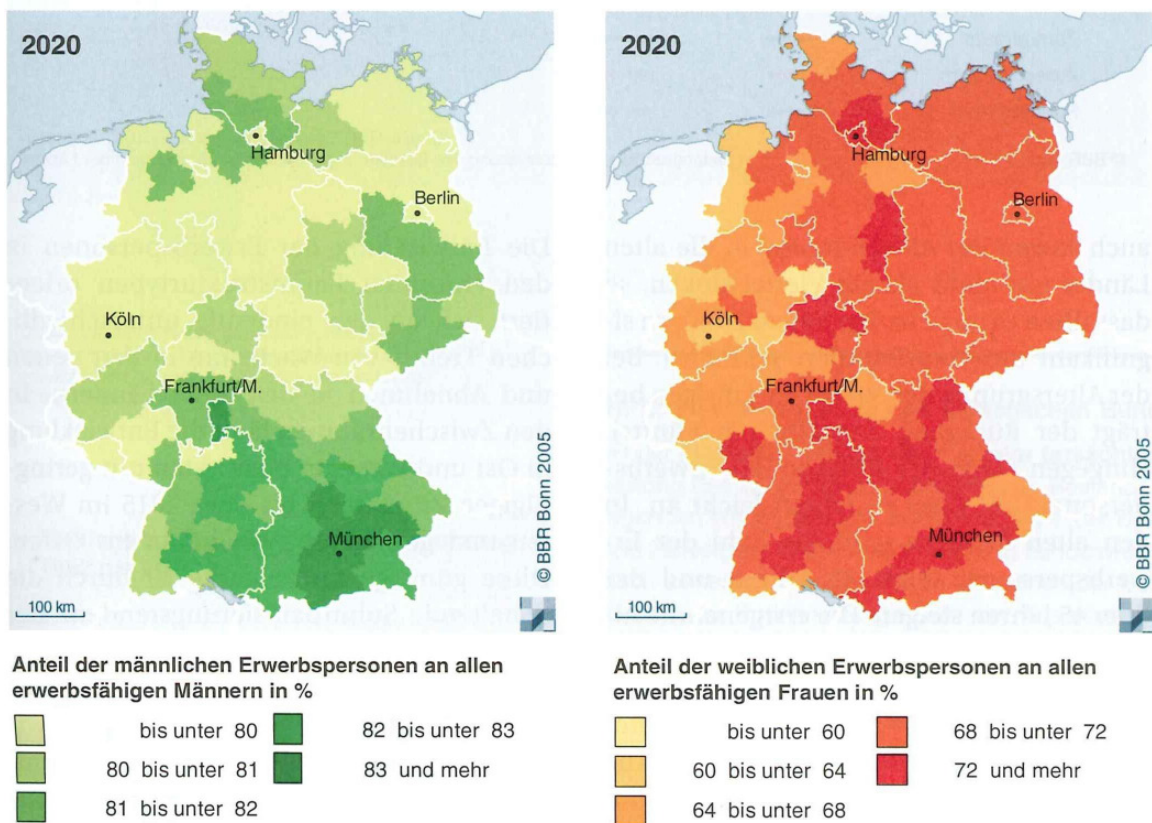 2020
Hamburg
Berlin
Köln
Frankfurt/M.
München
100 km
© BBR Bonn 2005
Anteil der männlichen Erwerbspersonen an allen
erwerbsfähigen Männern in %
bis unter 80
80 bis unter 81
81 bis unter 82
82 bis unter 83
83 und mehr
2020
Hamburg
Berlin
Köln
Frankfurt/M.
München
100 km
© BBR Bonn 2005
Anteil der weiblichen Erwerbspersonen an allen
erwerbsfähigen Frauen in %
bis unter 60
60 bis unter 64
64 bis unter 68
68 bis unter 72
72 und mehr